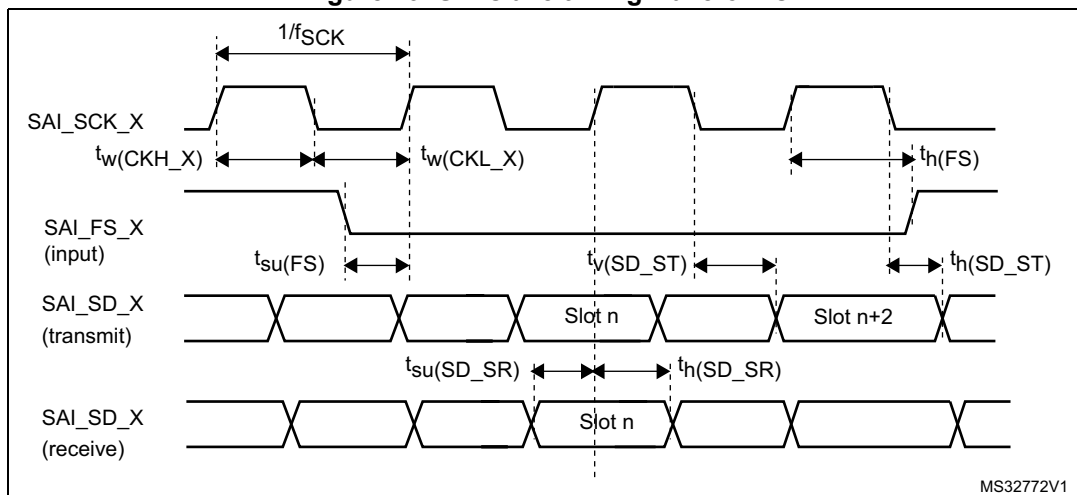 1/fSCK
SAI_SCK_X
tw(CKH_X)
tw(CKL_X)
th(FS)
SAI_FS_X
(input)
tsu(FS)
tv(SD_ST)
th(SD_ST)
SAI_SD_X
(transmit)
Slot n
Slot n+2
tsu(SD_SR)
th(SD_SR)
SAI_SD_X
(receive)
Slot n
MS32772V1